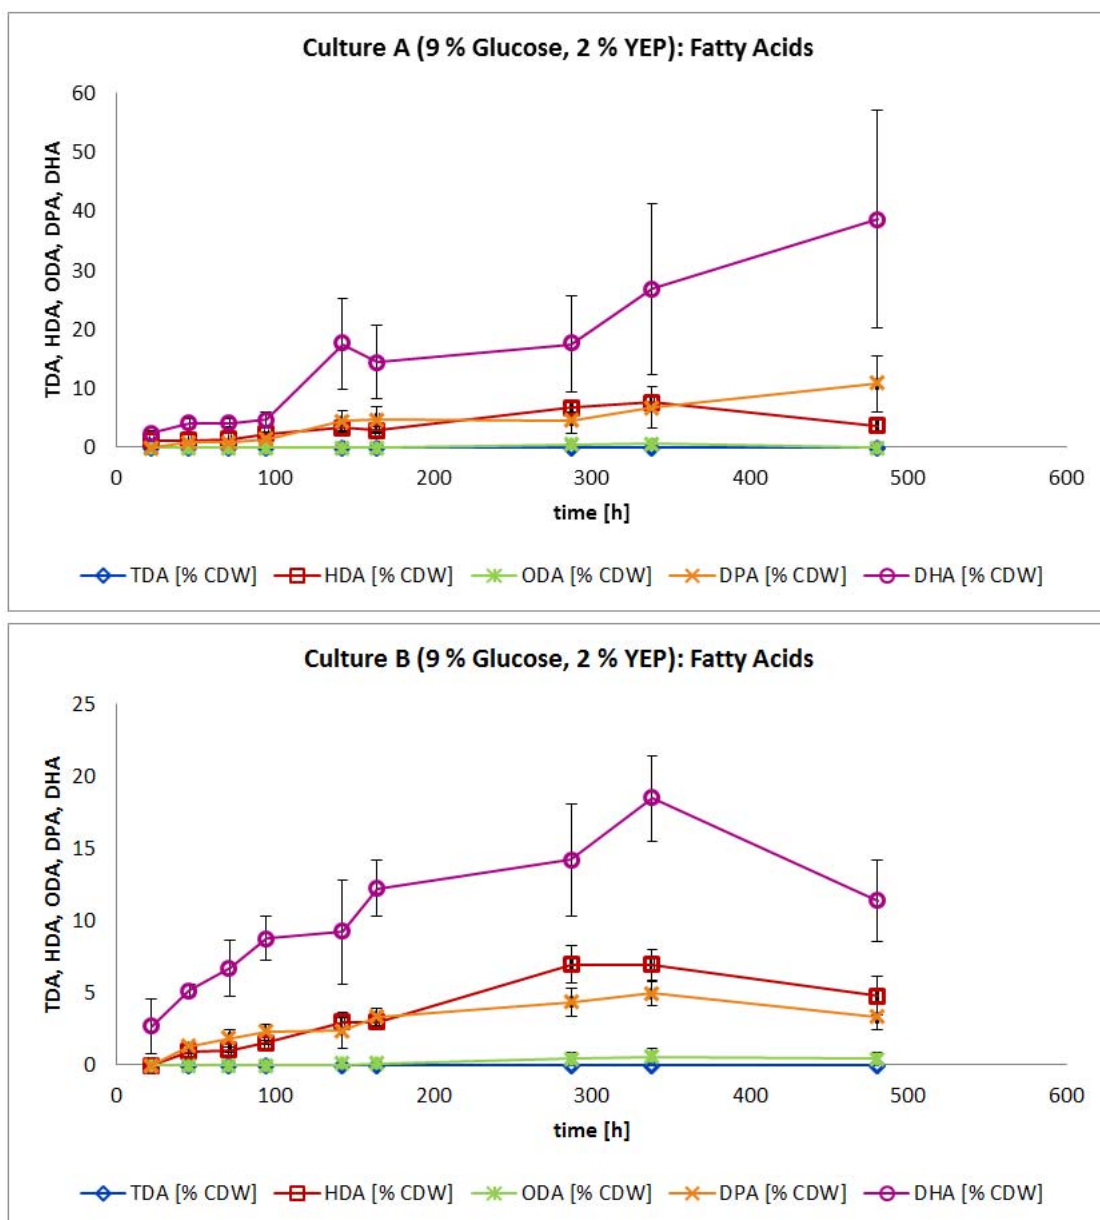 Culture A (9 % Glucose, 2 % YEP): Fatty Acids
TDA, HDA, ODA, DPA, DHA
60
50
40
30
20
10
0
0 100 200 300 400 500 600
time [h]
TDA [% CDW] HDA [% CDW] ODA [% CDW] DPA [% CDW] DHA [% CDW]
Culture B (9 % Glucose, 2 % YEP): Fatty Acids
TDA, HDA, ODA, DPA, DHA
25
20
15
10
5
0
0 100 200 300 400 500 600
time [h]
TDA [% CDW] HDA [% CDW] ODA [% CDW] DPA [% CDW] DHA [% CDW]